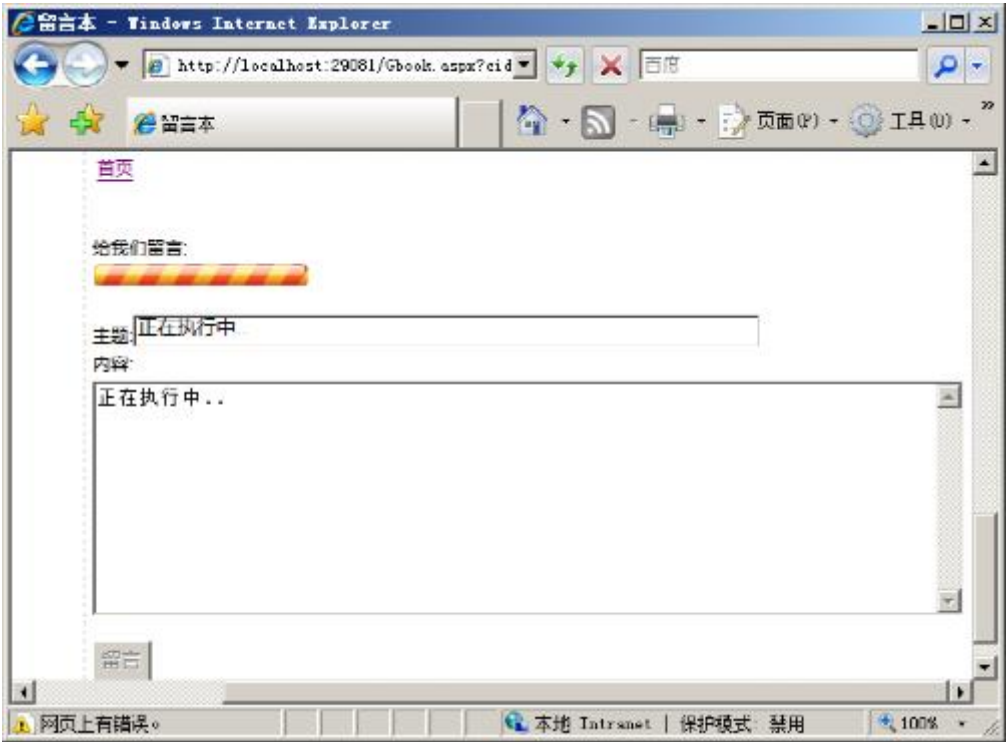 留言本 - Windows Internet Explorer
http://localhost:29081/Gbook.aspx?cid
百度
留言本
页面(P)
工具(O)
首页
给我们留言:
主题:
正在执行中..
内容:
正在执行中..
留言
网页上有错误。
本地 Intranet | 保护模式: 禁用
100%